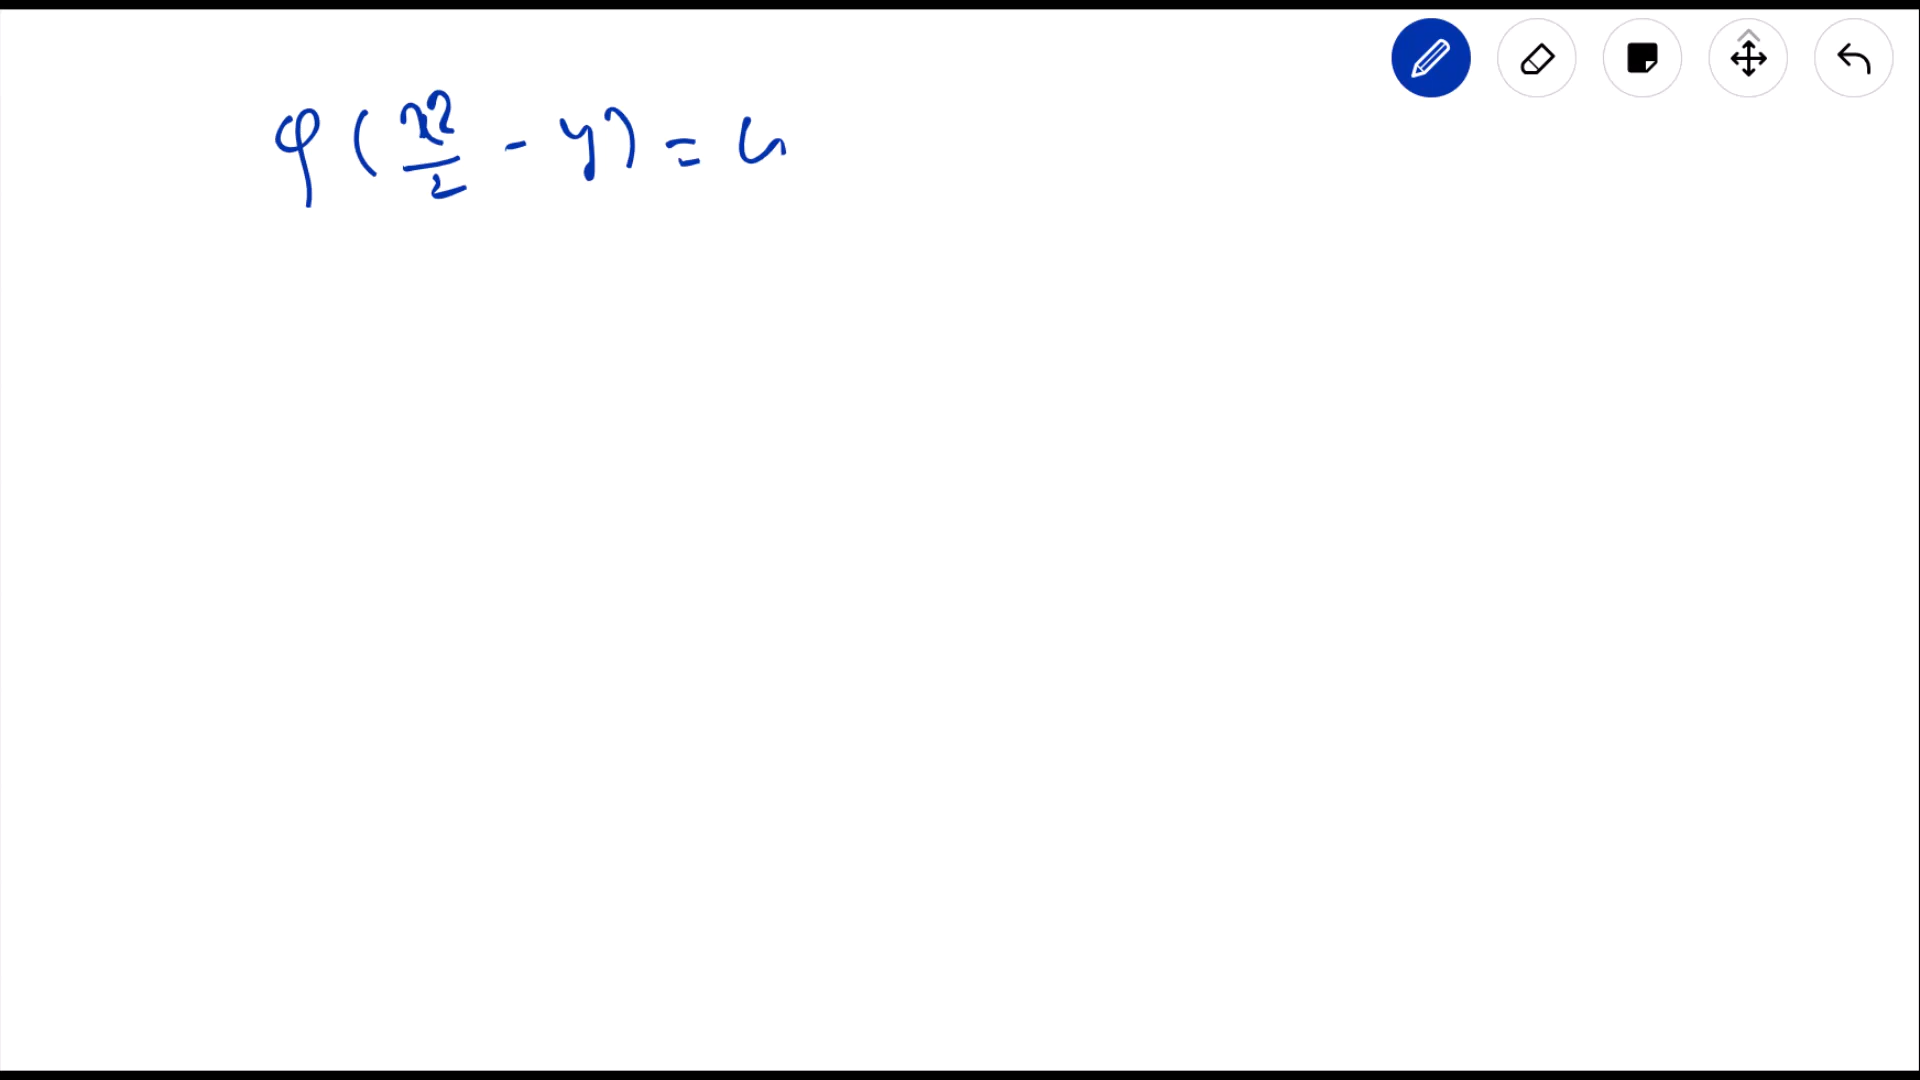 φ(x²/2 - y) = u